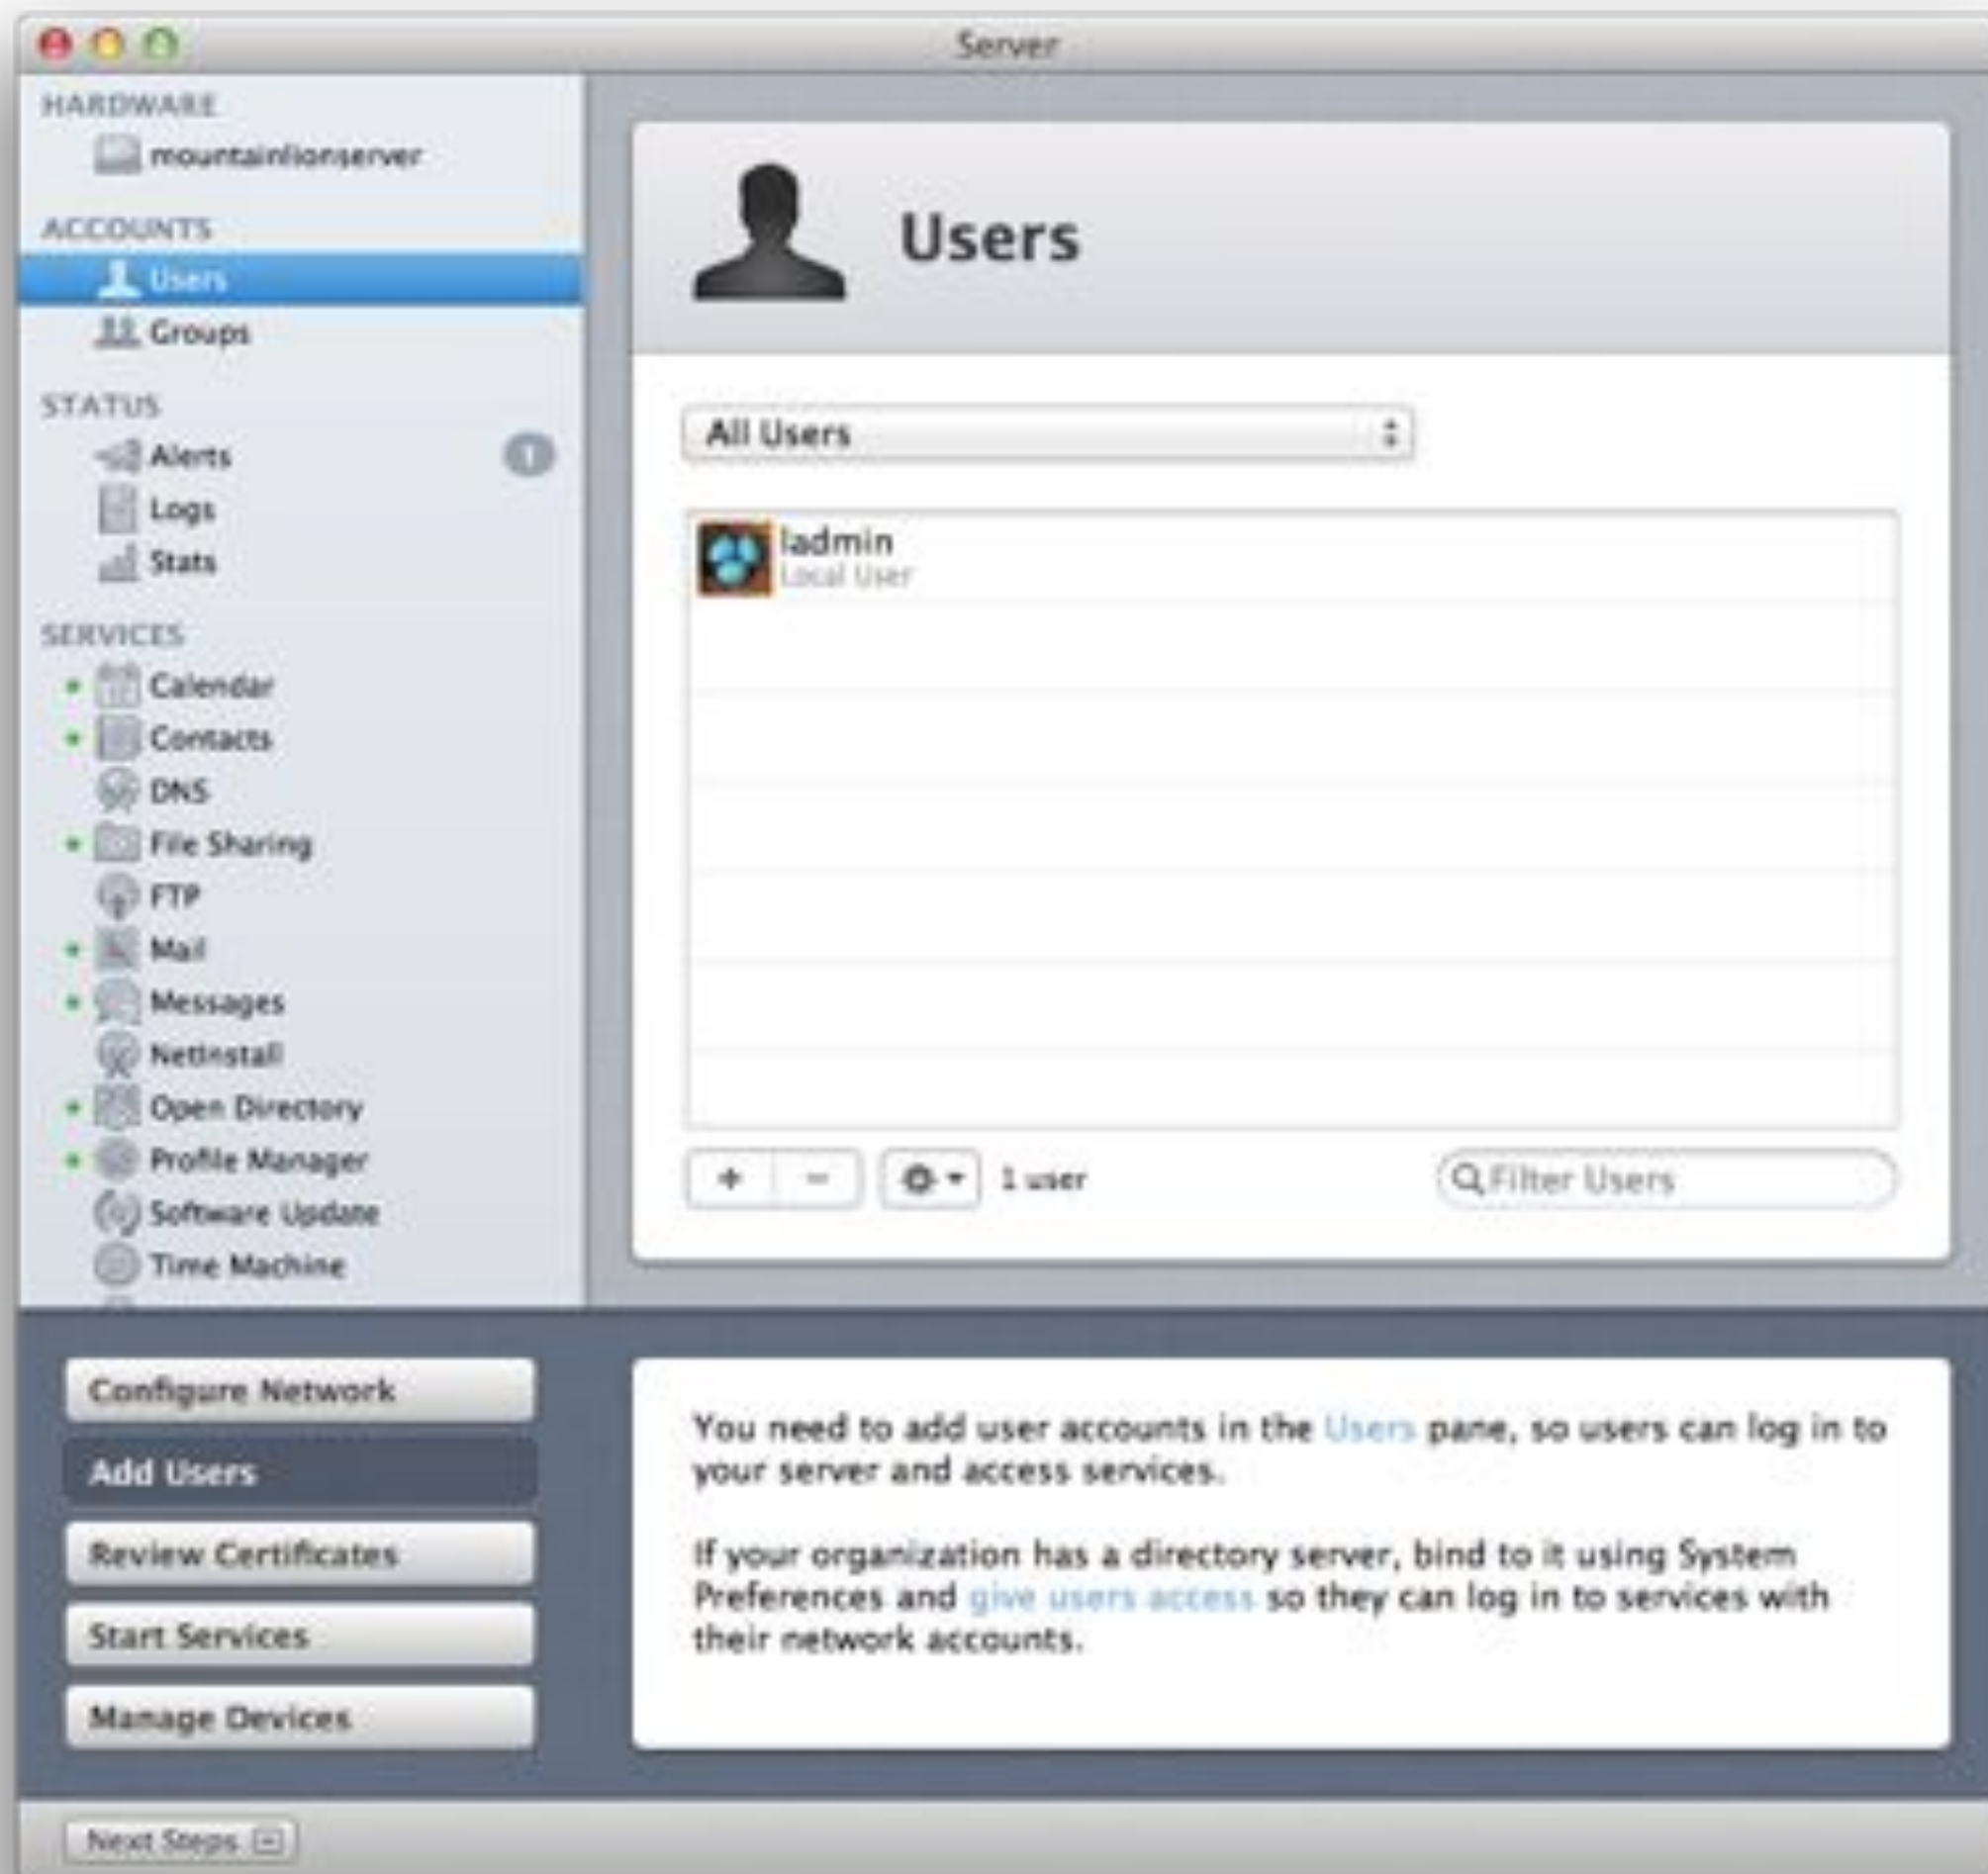 Server
HARDWARE
mountainlionserver
ACCOUNTS
Users
Groups
STATUS
Alerts
1
Logs
Stats
SERVICES
Calendar
Contacts
DNS
File Sharing
FTP
Mail
Messages
NetInstall
Open Directory
Profile Manager
Software Update
Time Machine
Users
All Users
ladmin
Local User
+ −
1 user
Filter Users
Configure Network
Add Users
Review Certificates
Start Services
Manage Devices
You need to add user accounts in the Users pane, so users can log in to
your server and access services.
If your organization has a directory server, bind to it using System
Preferences and give users access so they can log in to services with
their network accounts.
Next Steps